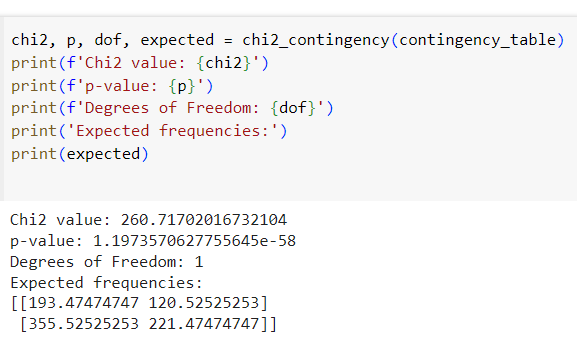 chi2, p, dof, expected = chi2_contingency(contingency_table)
print(f'Chi2 value: {chi2}')
print(f'p-value: {p}')
print(f'Degrees of Freedom: {dof}')
print('Expected frequencies:')
print(expected)
Chi2 value: 260.71702016732104
p-value: 1.1973570627755645e-58
Degrees of Freedom: 1
Expected frequencies:
[[193.47474747 120.52525253]
 [355.52525253 221.47474747]]